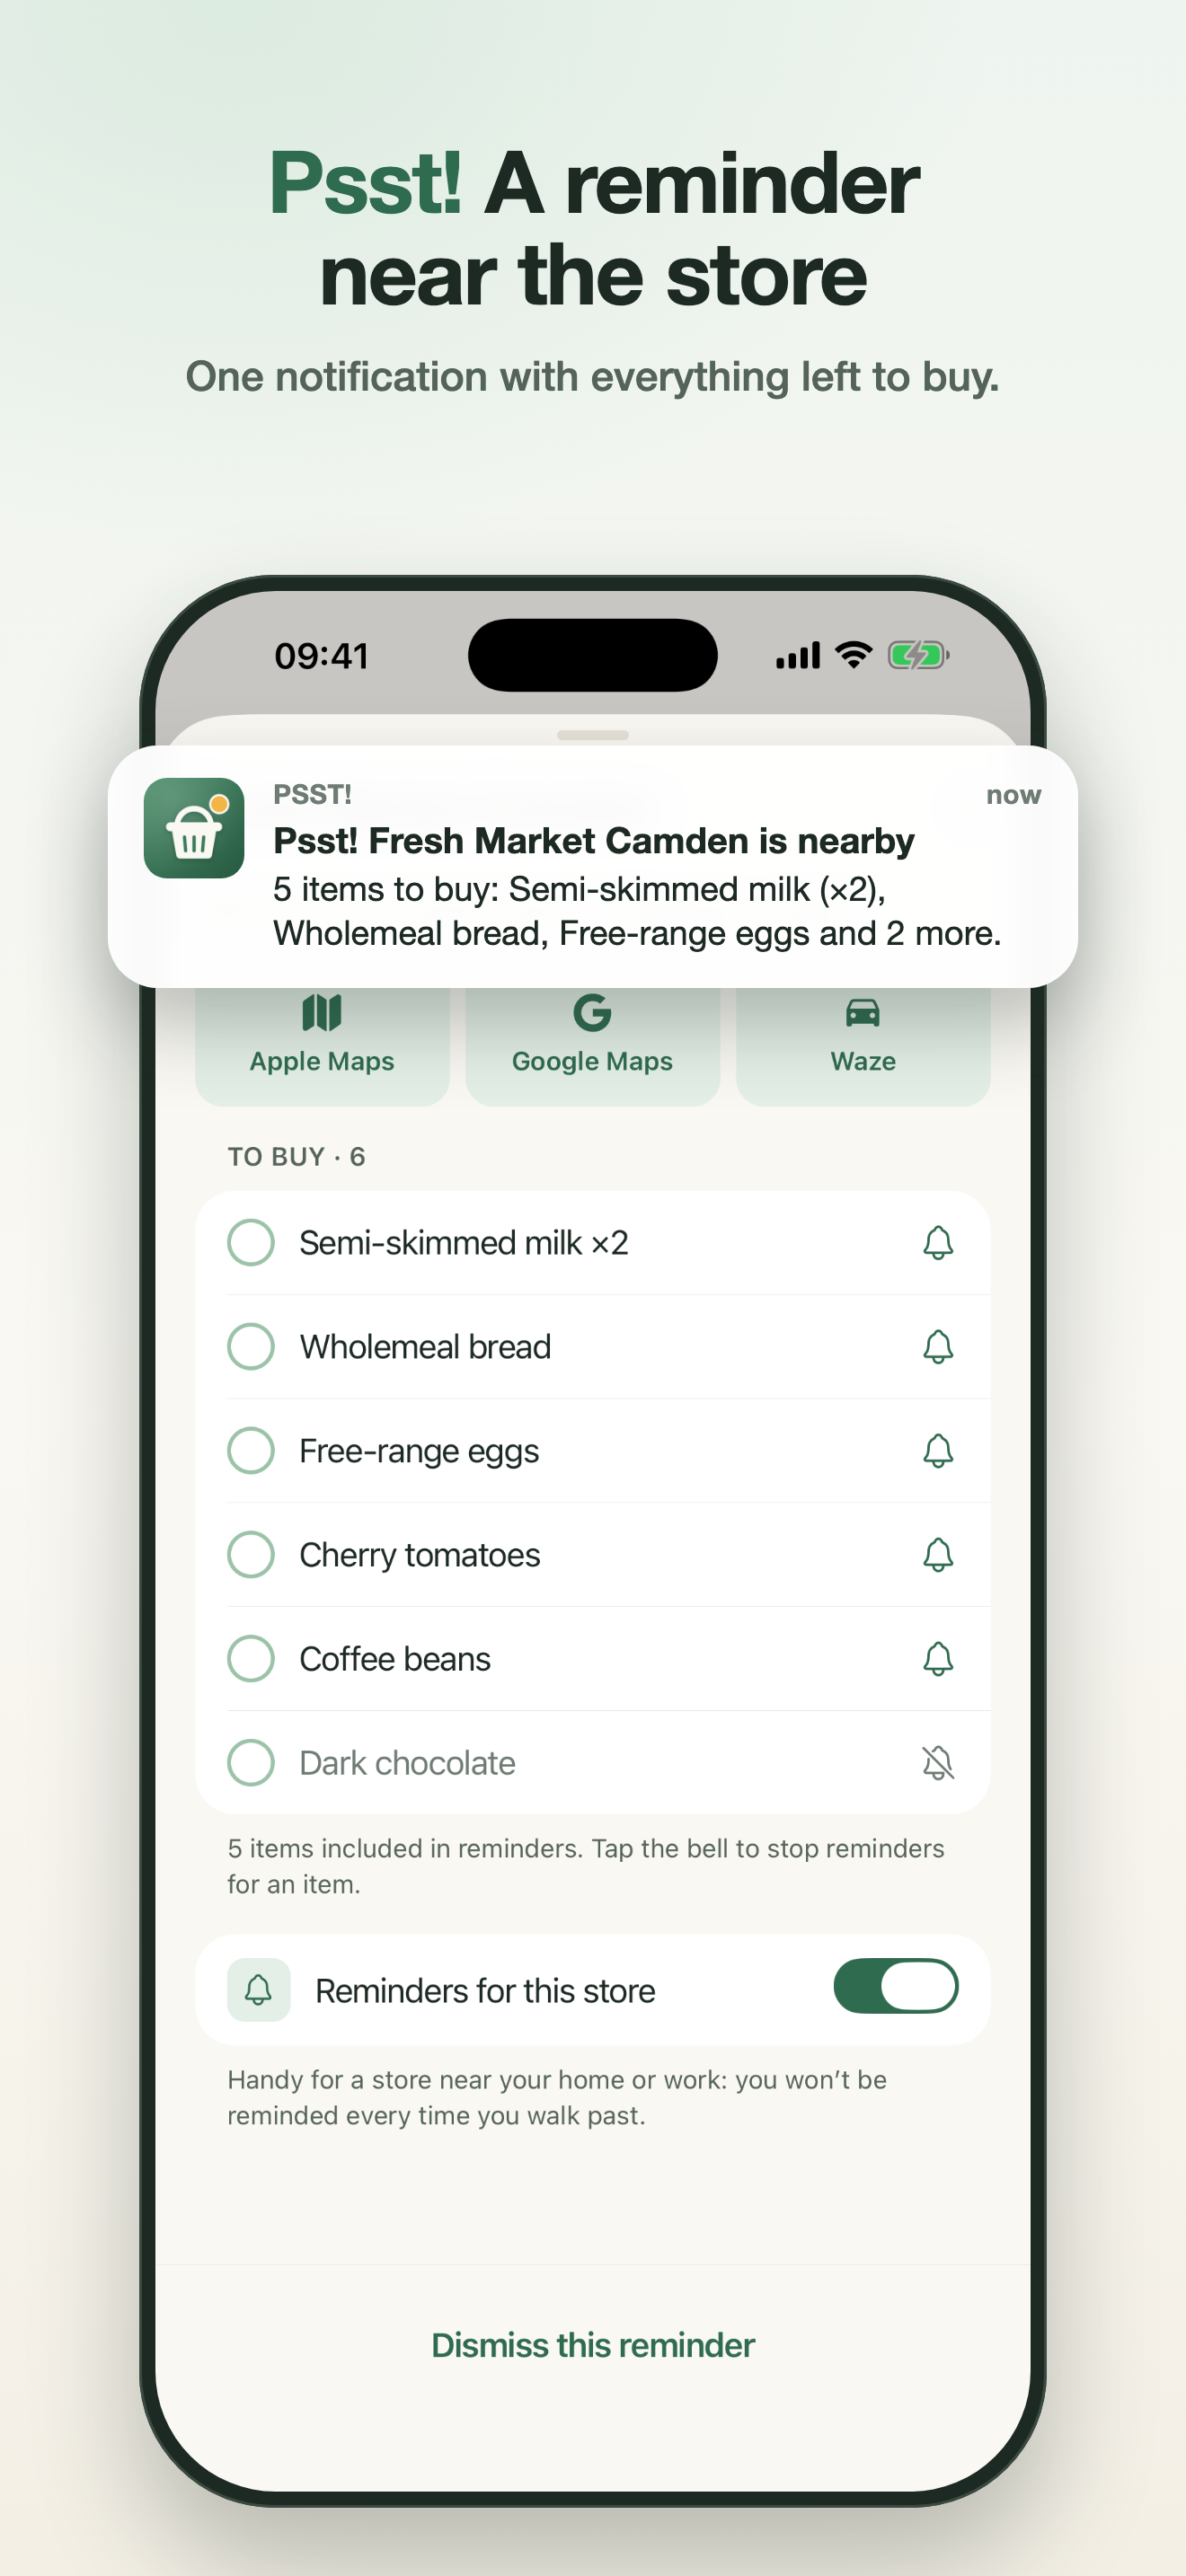 Psst! A reminder
near the store
One notification with everything left to buy.
09:41
PSST!
now
Psst! Fresh Market Camden is nearby
5 items to buy: Semi-skimmed milk (×2),
Wholemeal bread, Free-range eggs and 2 more.
Apple Maps
Google Maps
Waze
TO BUY · 6
Semi-skimmed milk ×2
Wholemeal bread
Free-range eggs
Cherry tomatoes
Coffee beans
Dark chocolate
5 items included in reminders. Tap the bell to stop reminders
for an item.
Reminders for this store
Handy for a store near your home or work: you won’t be
reminded every time you walk past.
Dismiss this reminder